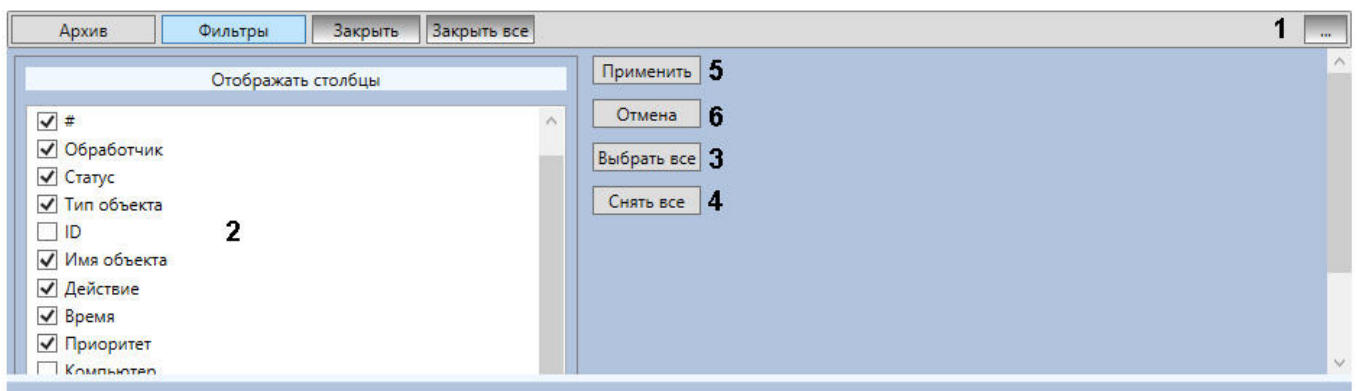 Архив Фильтры Закрыть Закрыть все 1 ...
Отображать столбцы
Применить 5
#
Отмена 6
Обработчик
Выбрать все 3
Статус
Тип объекта
Снять все 4
ID 2
Имя объекта
Действие
Время
Приоритет
Компьютер